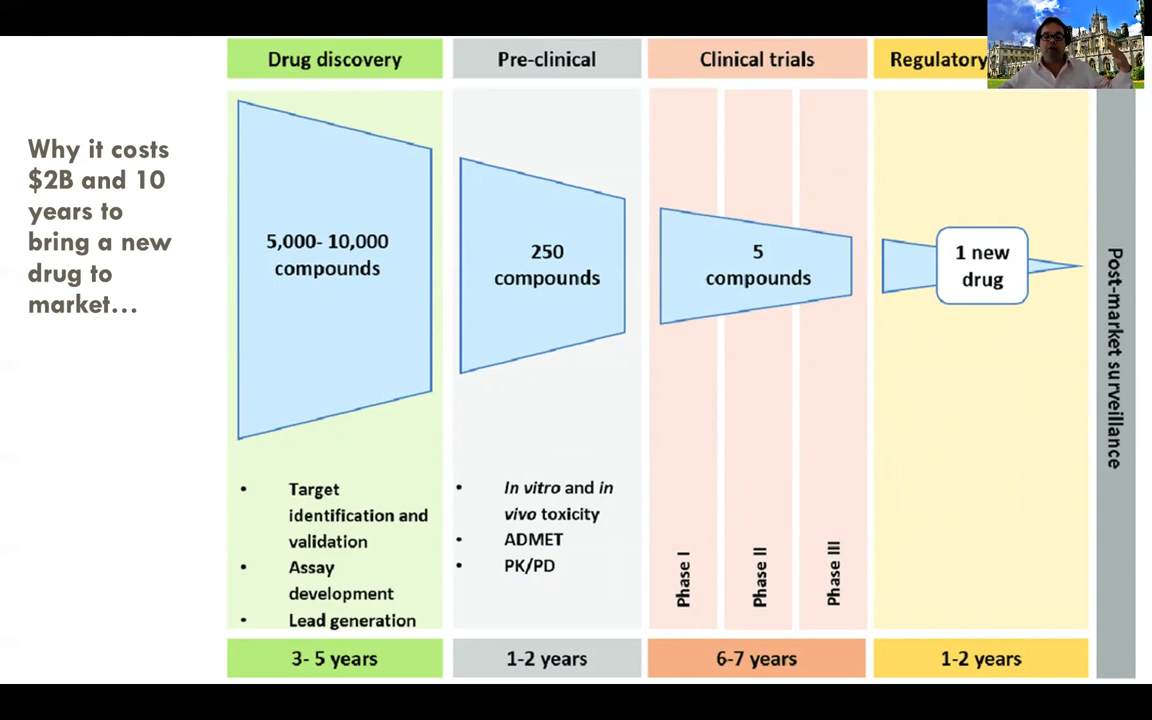 Drug discovery
Pre-clinical
Clinical trials
Regulatory
Why it costs
$2B and 10
years to
bring a new
drug to
market…
5,000- 10,000
compounds
250
compounds
5
compounds
1 new
drug
Post-market surveillance
• Target
identification and
validation
• Assay
development
• Lead generation
• In vitro and in
vivo toxicity
• ADMET
• PK/PD
Phase I
Phase II
Phase III
3- 5 years
1-2 years
6-7 years
1-2 years